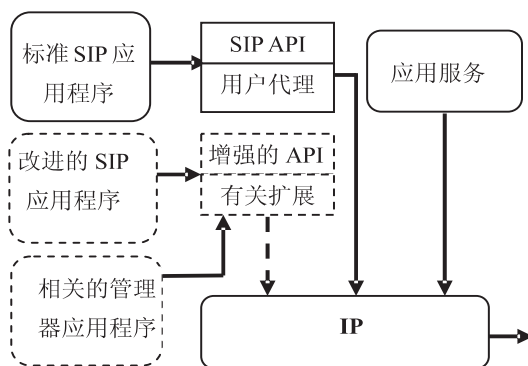 标准 SIP 应
用程序
SIP API
用户代理
应用服务
改进的 SIP
应用程序
增强的 API
有关扩展
相关的管理
器应用程序
IP